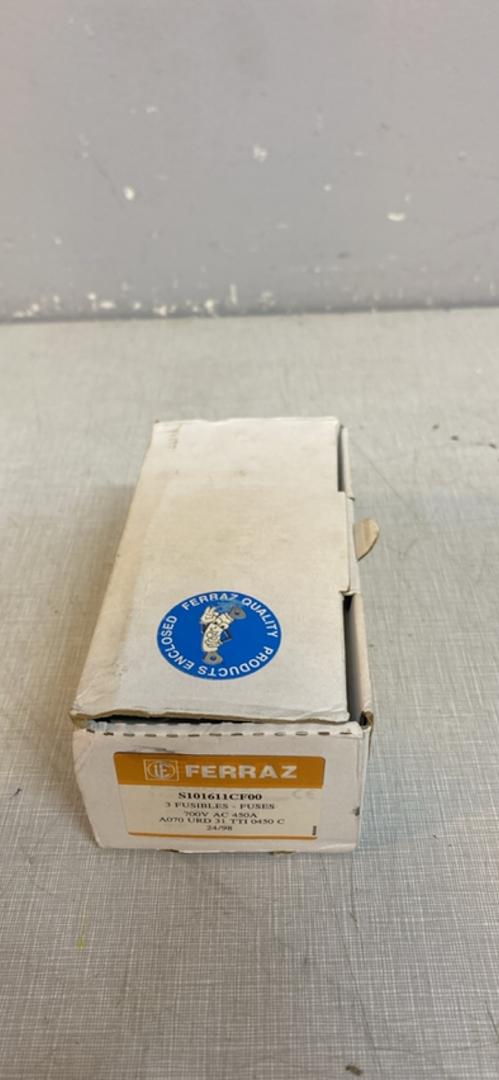 FERRAZ QUALITY
PRODUCTS ENCLOSED
FERRAZ
S101611CF00
CE
3 FUSIBLES - FUSES
700V AC 450A
A070 URD 31 TTI 0450 C
24/98